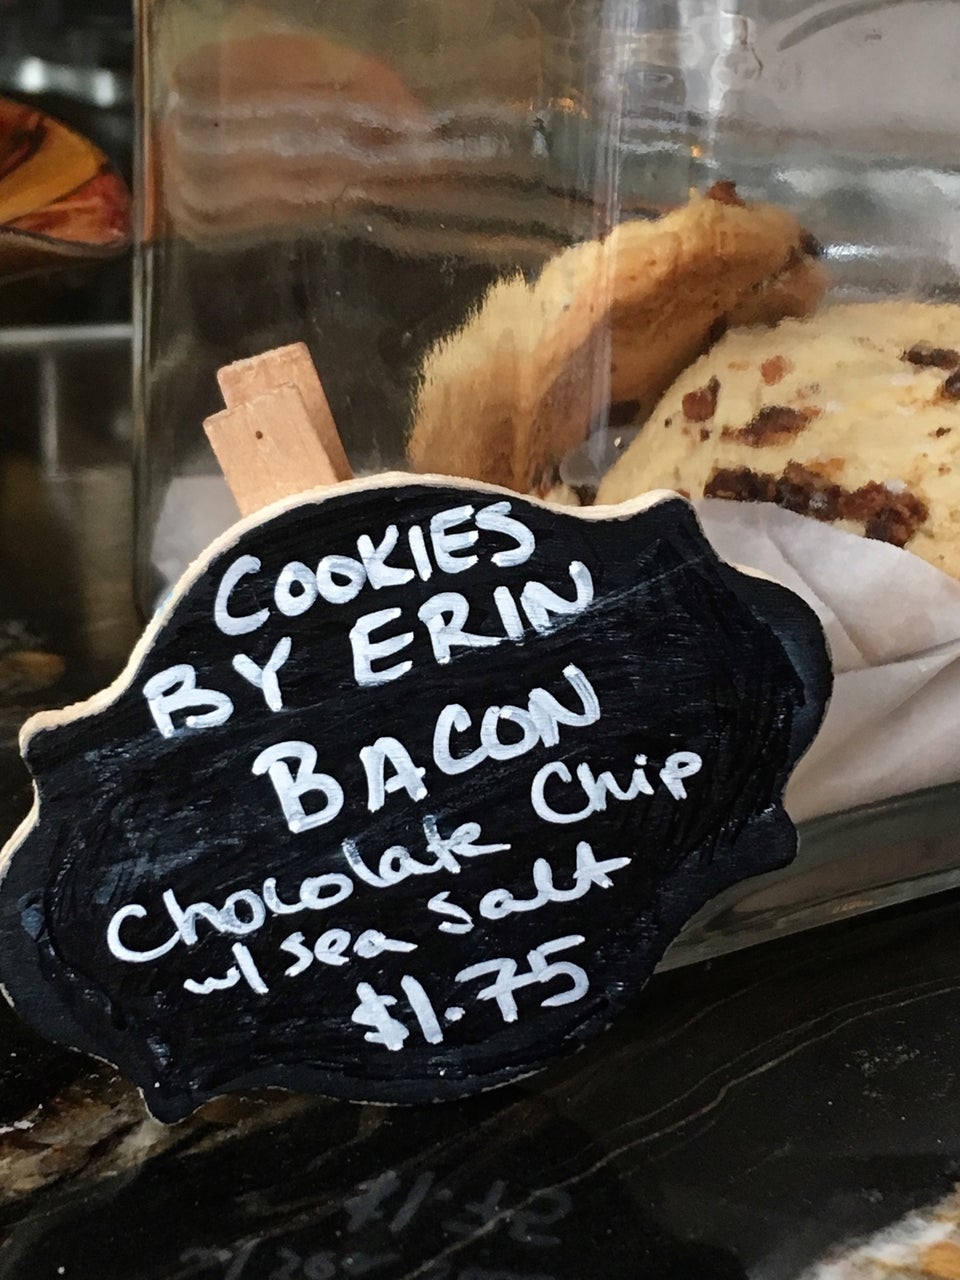 COOKIES
BY ERIN
BACON
Chocolate Chip
w/ sea salt
$1.75